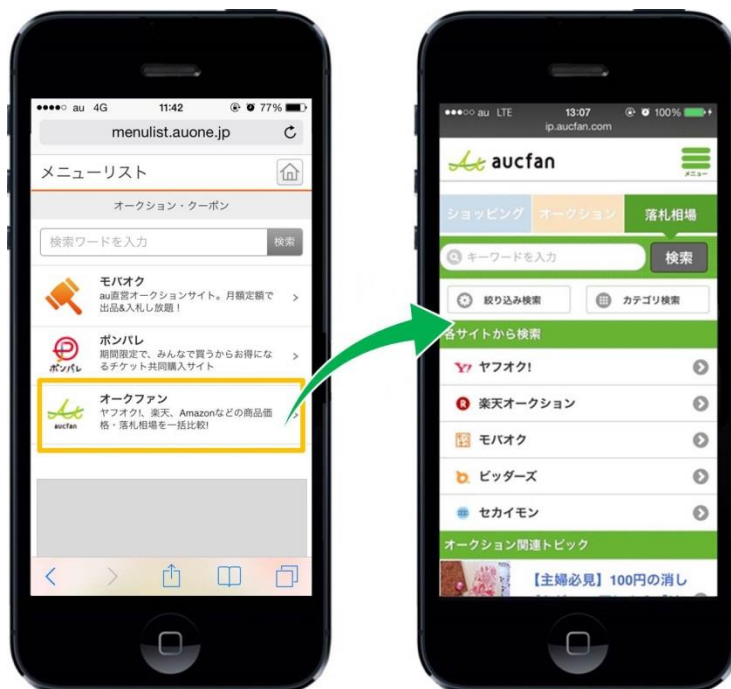 au 4G 11:42 77%
menulist.auone.jp
メニューリスト
オークション・クーポン
検索ワードを入力 検索
モバオク
au直営オークションサイト。月額定額で
出品&入札し放題！
ポンパレ
ポンパレ
期間限定で、みんなで買うからお得にな
るチケット共同購入サイト
オークファン
aucfan
ヤフオク!、楽天、Amazonなどの商品価
格・落札相場を一括比較!
au LTE 13:07 100%
ip.aucfan.com
aucfan
メニュー
ショッピング オークション 落札相場
キーワードを入力 検索
絞り込み検索 カテゴリ検索
各サイトから検索
ヤフオク!
楽天オークション
モバオク
ビッダーズ
セカイモン
オークション関連トピック
【主婦必見】100円の消し